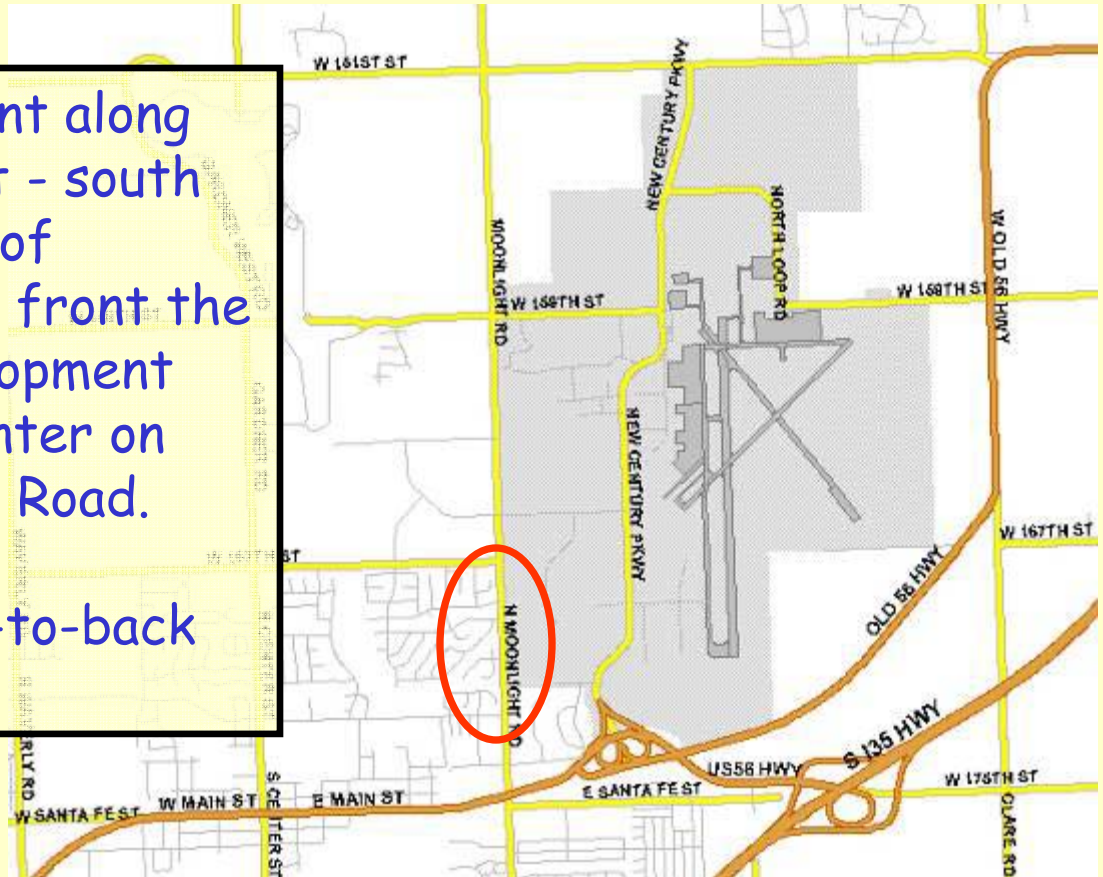 W 151ST ST
NEW CENTURY PKWY
nt along
- south
of
front the
opment
nter on
Road.
-to-back
MOONLIGHT RD
NORTH LOOP RD
W OLD 56 HWY
W 159TH ST
W 159TH ST
NEW CENTURY PKWY
W 167TH ST
ST
OLD 56 HWY
N MOONLIGHT RD
S I35 HWY
US56 HWY
W 175TH ST
E SANTA FE ST
RLY RD
W MAIN ST
E MAIN ST
W SANTA FE ST
S CENTER ST
CLARE RD